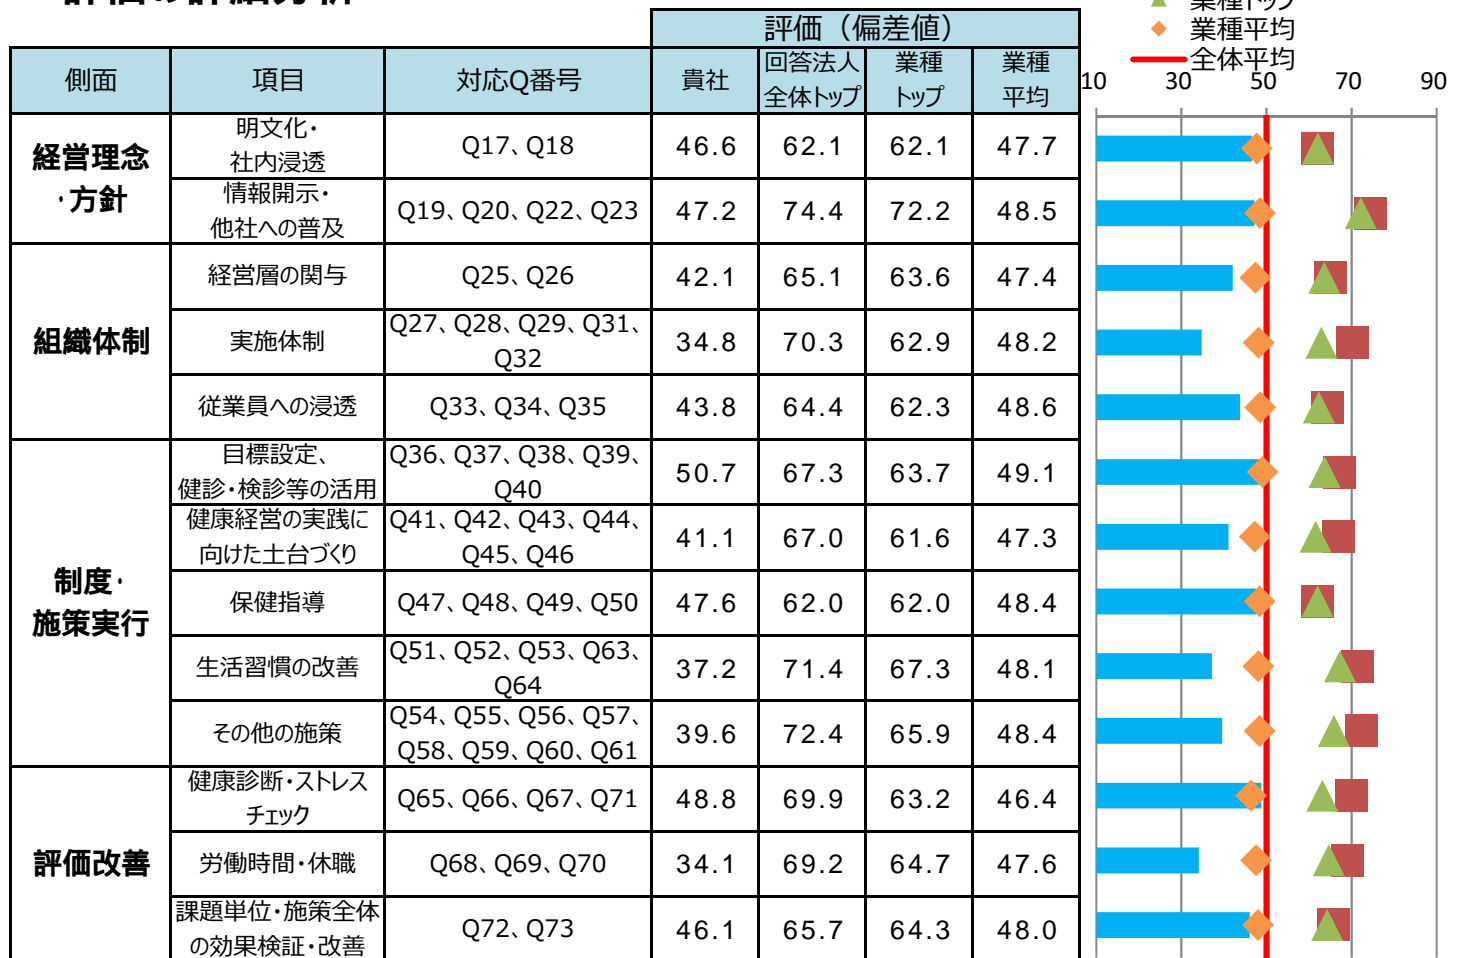 評価の詳細分析
業種トップ
業種平均
全体平均
評価（偏差値）
側面 項目 対応Q番号 貴社 回答法人 業種 業種
全体トップ トップ 平均
10 30 50 70 90
経営理念
・方針
明文化・
社内浸透
Q17、Q18 46.6 62.1 62.1 47.7
情報開示・
他社への普及
Q19、Q20、Q22、Q23 47.2 74.4 72.2 48.5
組織体制
経営層の関与 Q25、Q26 42.1 65.1 63.6 47.4
実施体制
Q27、Q28、Q29、Q31、
Q32
34.8 70.3 62.9 48.2
従業員への浸透 Q33、Q34、Q35 43.8 64.4 62.3 48.6
制度・
施策実行
目標設定、
健診・検診等の活用
Q36、Q37、Q38、Q39、
Q40
50.7 67.3 63.7 49.1
健康経営の実践に
向けた土台づくり
Q41、Q42、Q43、Q44、
Q45、Q46
41.1 67.0 61.6 47.3
保健指導 Q47、Q48、Q49、Q50 47.6 62.0 62.0 48.4
生活習慣の改善
Q51、Q52、Q53、Q63、
Q64
37.2 71.4 67.3 48.1
その他の施策
Q54、Q55、Q56、Q57、
Q58、Q59、Q60、Q61
39.6 72.4 65.9 48.4
評価改善
健康診断・ストレス
チェック
Q65、Q66、Q67、Q71 48.8 69.9 63.2 46.4
労働時間・休職 Q68、Q69、Q70 34.1 69.2 64.7 47.6
課題単位・施策全体
の効果検証・改善
Q72、Q73 46.1 65.7 64.3 48.0